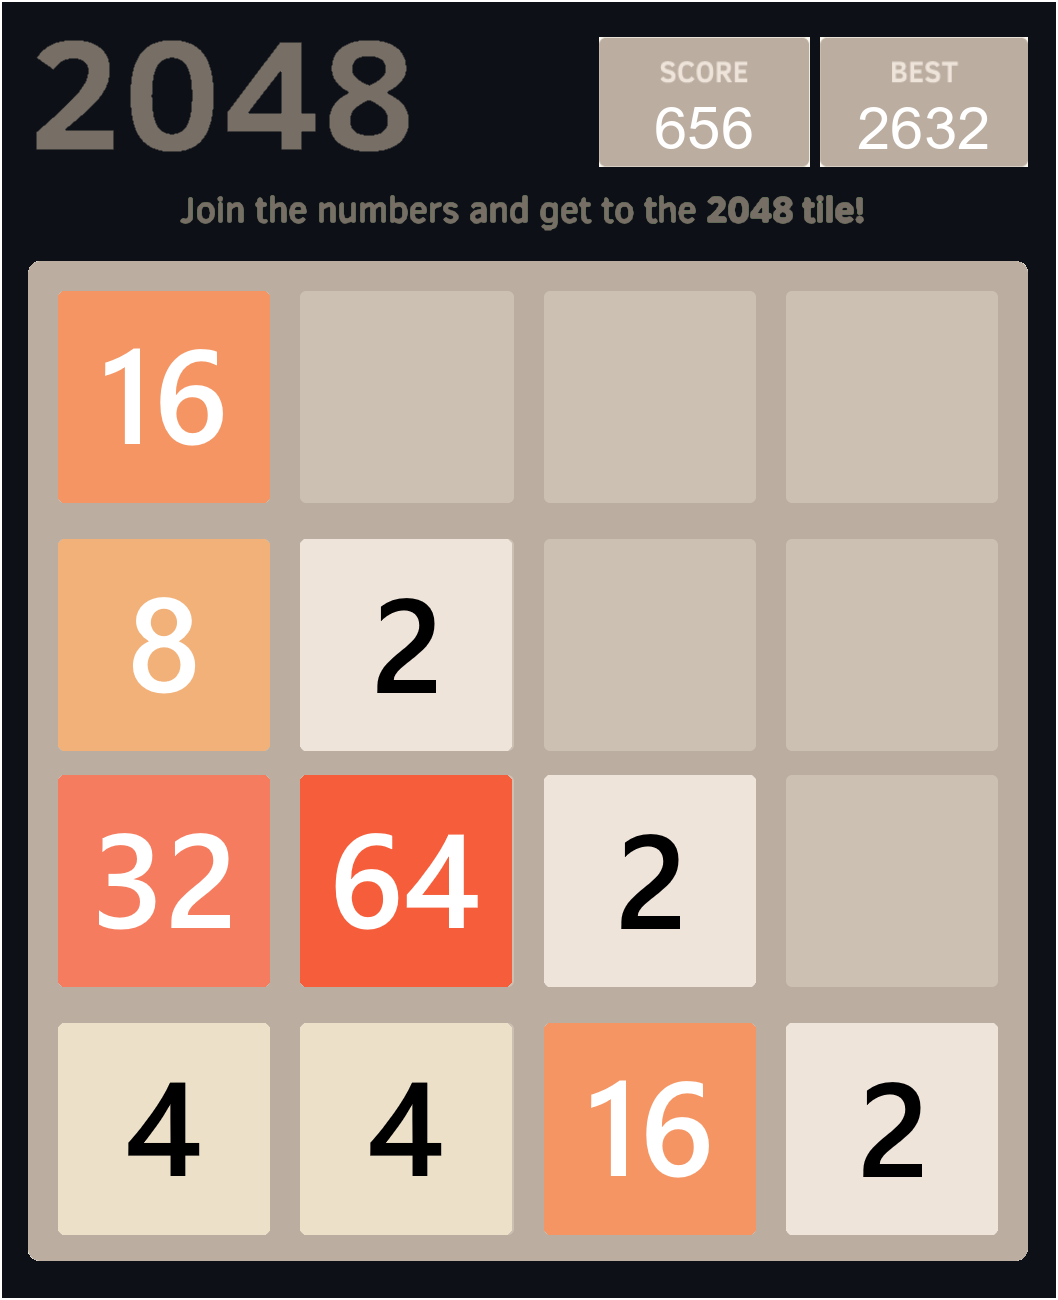 2048
SCORE BEST
656 2632
Join the numbers and get to the 2048 tile!
16
8 2
32 64 2
4 4 16 2